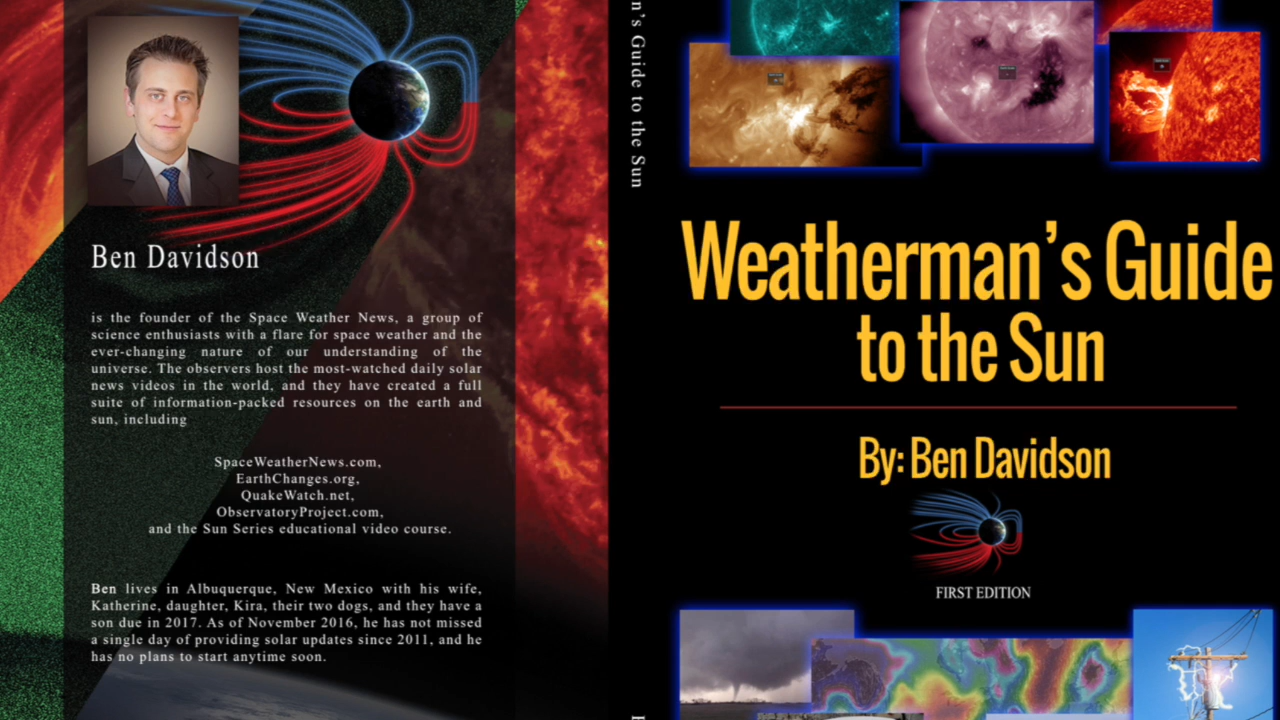 Ben Davidson
is the founder of the Space Weather News, a group of
science enthusiasts with a flare for space weather and the
ever-changing nature of our understanding of the
universe. The observers host the most-watched daily solar
news videos in the world, and they have created a full
suite of information-packed resources on the earth and
sun, including
SpaceWeatherNews.com,
EarthChanges.org,
QuakeWatch.net,
ObservatoryProject.com,
and the Sun Series educational video course.
Ben lives in Albuquerque, New Mexico with his wife,
Katherine, daughter, Kira, their two dogs, and they have a
son due in 2017. As of November 2016, he has not missed
a single day of providing solar updates since 2011, and he
has no plans to start anytime soon.
n's Guide to the Sun
Weatherman's Guide
to the Sun
By: Ben Davidson
FIRST EDITION